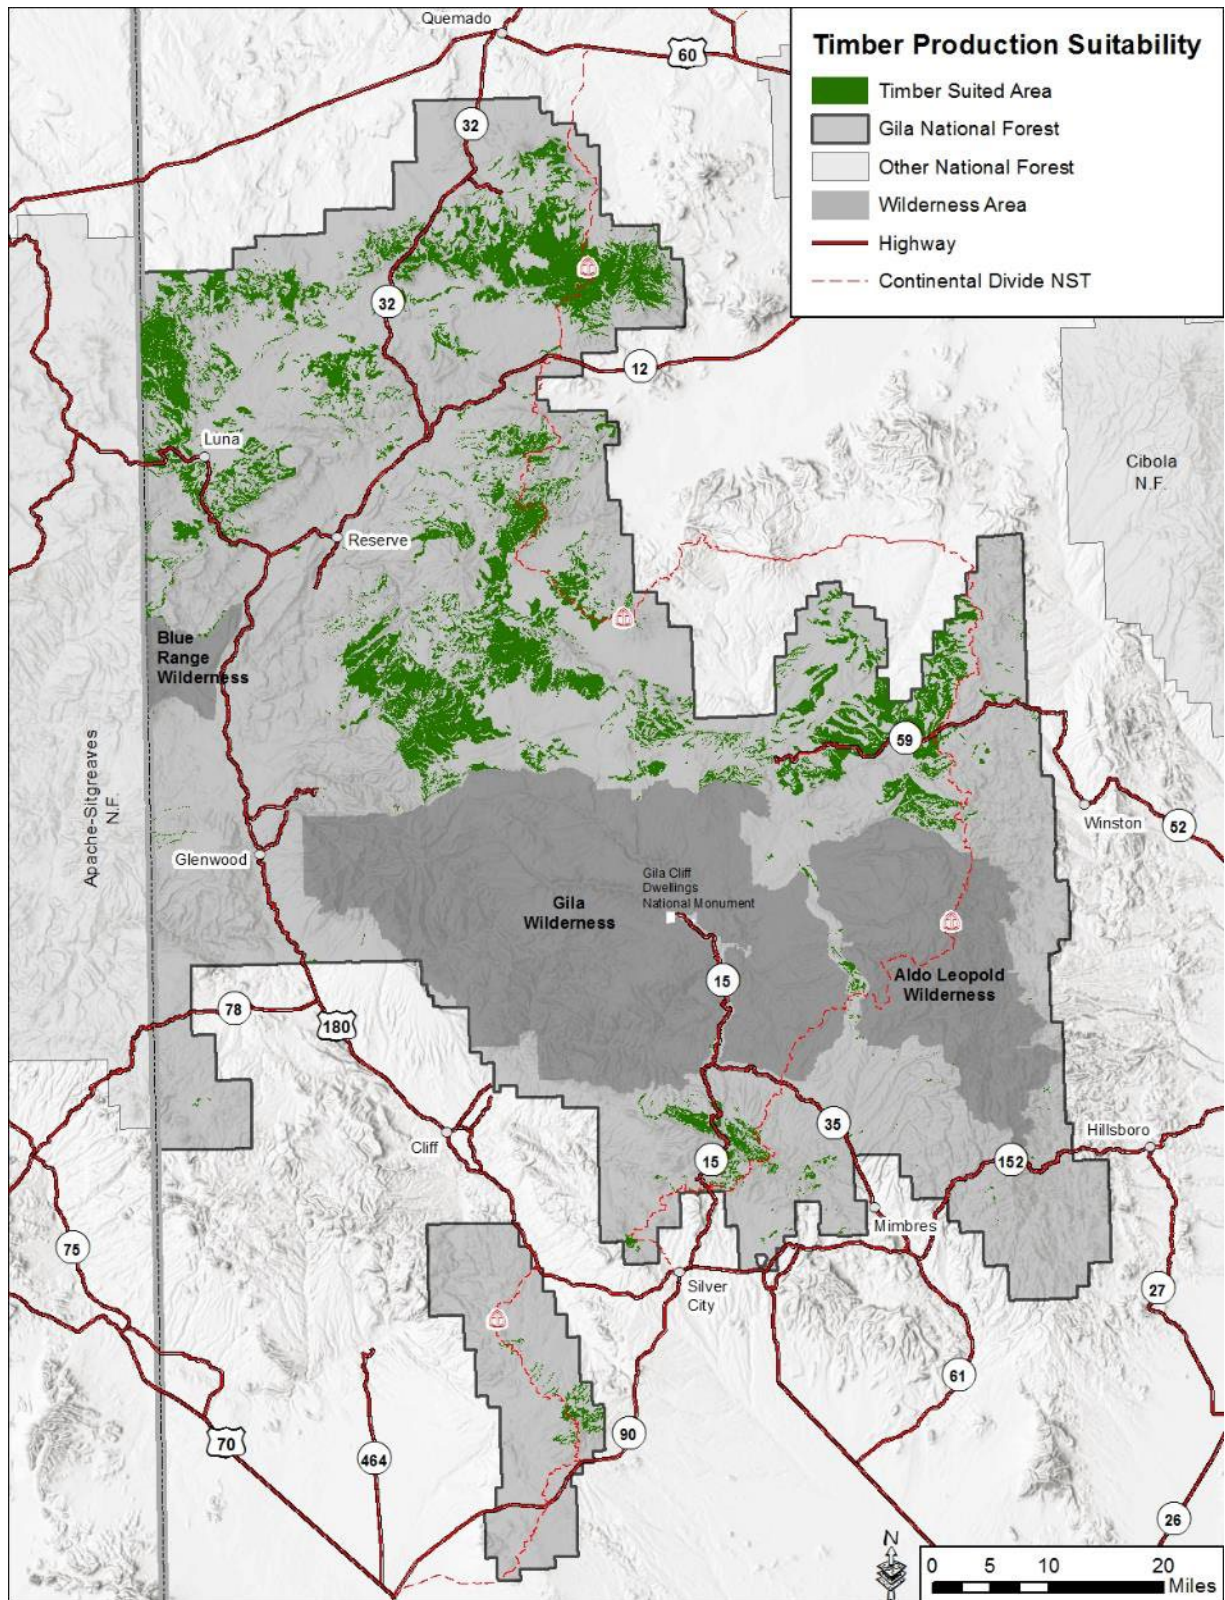 Quemado
60
Timber Production Suitability
Timber Suited Area
Gila National Forest
Other National Forest
Wilderness Area
Highway
Continental Divide NST
32
32
12
Luna
Cibola
N.F.
Reserve
Blue
Range
Wilderness
59
Apache-Sitgreaves
N.F.
Winston
52
Glenwood
Gila Cliff
Dwellings
National Monument
Gila
Wilderness
15
Aldo Leopold
Wilderness
78
180
35
Hillsboro
Cliff
15
152
Mimbres
75
Silver
City
27
61
70
90
464
26
N
0 5 10 20
Miles